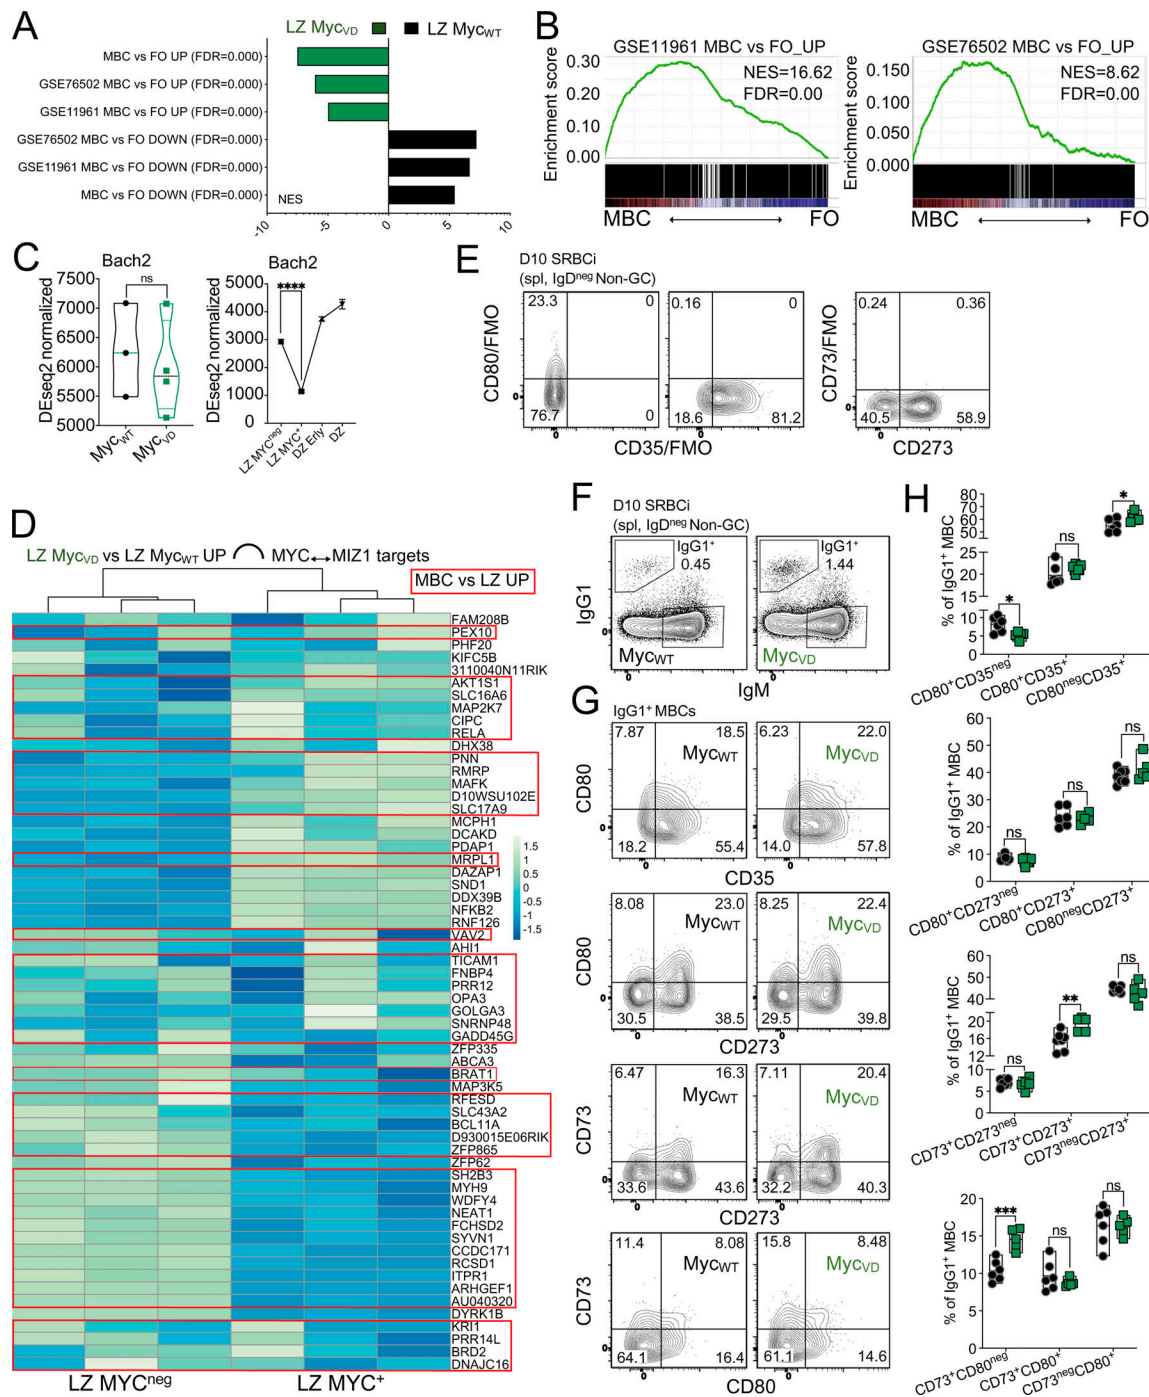 A
LZ MycVD LZ MycWT
MBC vs FO UP (FDR=0.000)
GSE76502 MBC vs FO UP (FDR=0.000)
GSE11961 MBC vs FO UP (FDR=0.000)
GSE76502 MBC vs FO DOWN (FDR=0.000)
GSE11961 MBC vs FO DOWN (FDR=0.000)
MBC vs FO DOWN (FDR=0.000)
NES
-10 -5 0 5 10
B
GSE11961 MBC vs FO_UP
Enrichment score
0.30
0.20
0.10
0.00
NES=16.62
FDR=0.00
MBC FO
GSE76502 MBC vs FO_UP
Enrichment score
0.150
0.100
0.050
0.000
NES=8.62
FDR=0.00
MBC FO
C
Bach2
DEseq2 normalized
7500
7000
6500
6000
5500
5000
ns
MycWT MycVD
Bach2
DEseq2 normalized
5000
4000
3000
2000
1000
0
****
LZ MYCneg LZ MYC+ DZ Erly DZ
D
LZ MycVD vs LZ MycWT UP MYC↔MIZ1 targets
MBC vs LZ UP
FAM208B
PEX10
PHF20
KIFC5B
3110040N11RIK
AKT1S1
SLC16A6
MAP2K7
CIPC
RELA
DHX38
PNN
RMRP
MAFK
D10WSU102E
SLC17A9
MCPH1
DCAKD
PDAP1
MRPL1
DAZAP1
SND1
DDX39B
NFKB2
RNF126
VAV2
AHI1
TICAM1
FNBP4
PRR12
OPA3
GOLGA3
SNRNP48
GADD45G
ZFP335
ABCA3
BRAT1
MAP3K5
RFESD
SLC43A2
BCL11A
D930015E06RIK
ZFP865
ZFP62
SH2B3
MYH9
WDFY4
NEAT1
FCHSD2
SYVN1
CCDC171
RCSD1
ITPR1
ARHGEF1
AU040320
DYRK1B
KRI1
PRR14L
BRD2
DNAJC16
1.5
1
0.5
0
-0.5
-1
-1.5
LZ MYCneg LZ MYC+
E
D10 SRBCi
(spl, IgDneg Non-GC)
CD80/FMO
23.3 0
76.7 0
0
0.16 0
18.6 81.2
CD35/FMO
CD73/FMO
0.24 0.36
40.5 58.9
0
CD273
F
D10 SRBCi
(spl, IgDneg Non-GC)
IgG1
IgG1+
0.45
MycWT
0
0
IgG1+
1.44
MycVD
0
IgM
G
IgG1+ MBCs
CD80
7.87 18.5
MycWT
18.2 55.4
0
6.23 22.0
MycVD
14.0 57.8
CD35
CD80
8.08 23.0
MycWT
30.5 38.5
0
8.25 22.4
MycVD
29.5 39.8
CD273
CD73
6.47 16.3
MycWT
33.6 43.6
0
7.11 20.4
MycVD
32.2 40.3
CD273
CD73
11.4 8.08
MycWT
64.1 16.4
0
15.8 8.48
MycVD
61.1 14.6
CD80
H
% of IgG1+ MBC
80
70
60
50
25
20
15
10
5
0
* ns *
CD80+CD35neg CD80+CD35+ CD80negCD35+
% of IgG1+ MBC
60
50
40
30
20
10
0
ns ns ns
CD80+CD273neg CD80+CD273+ CD80negCD273+
% of IgG1+ MBC
60
50
40
20
16
12
10
5
0
ns ** ns
CD73+CD273neg CD73+CD273+ CD73negCD273+
% of IgG1+ MBC
20
15
10
5
0
*** ns ns
CD73+CD80neg CD73+CD80+ CD73negCD80+